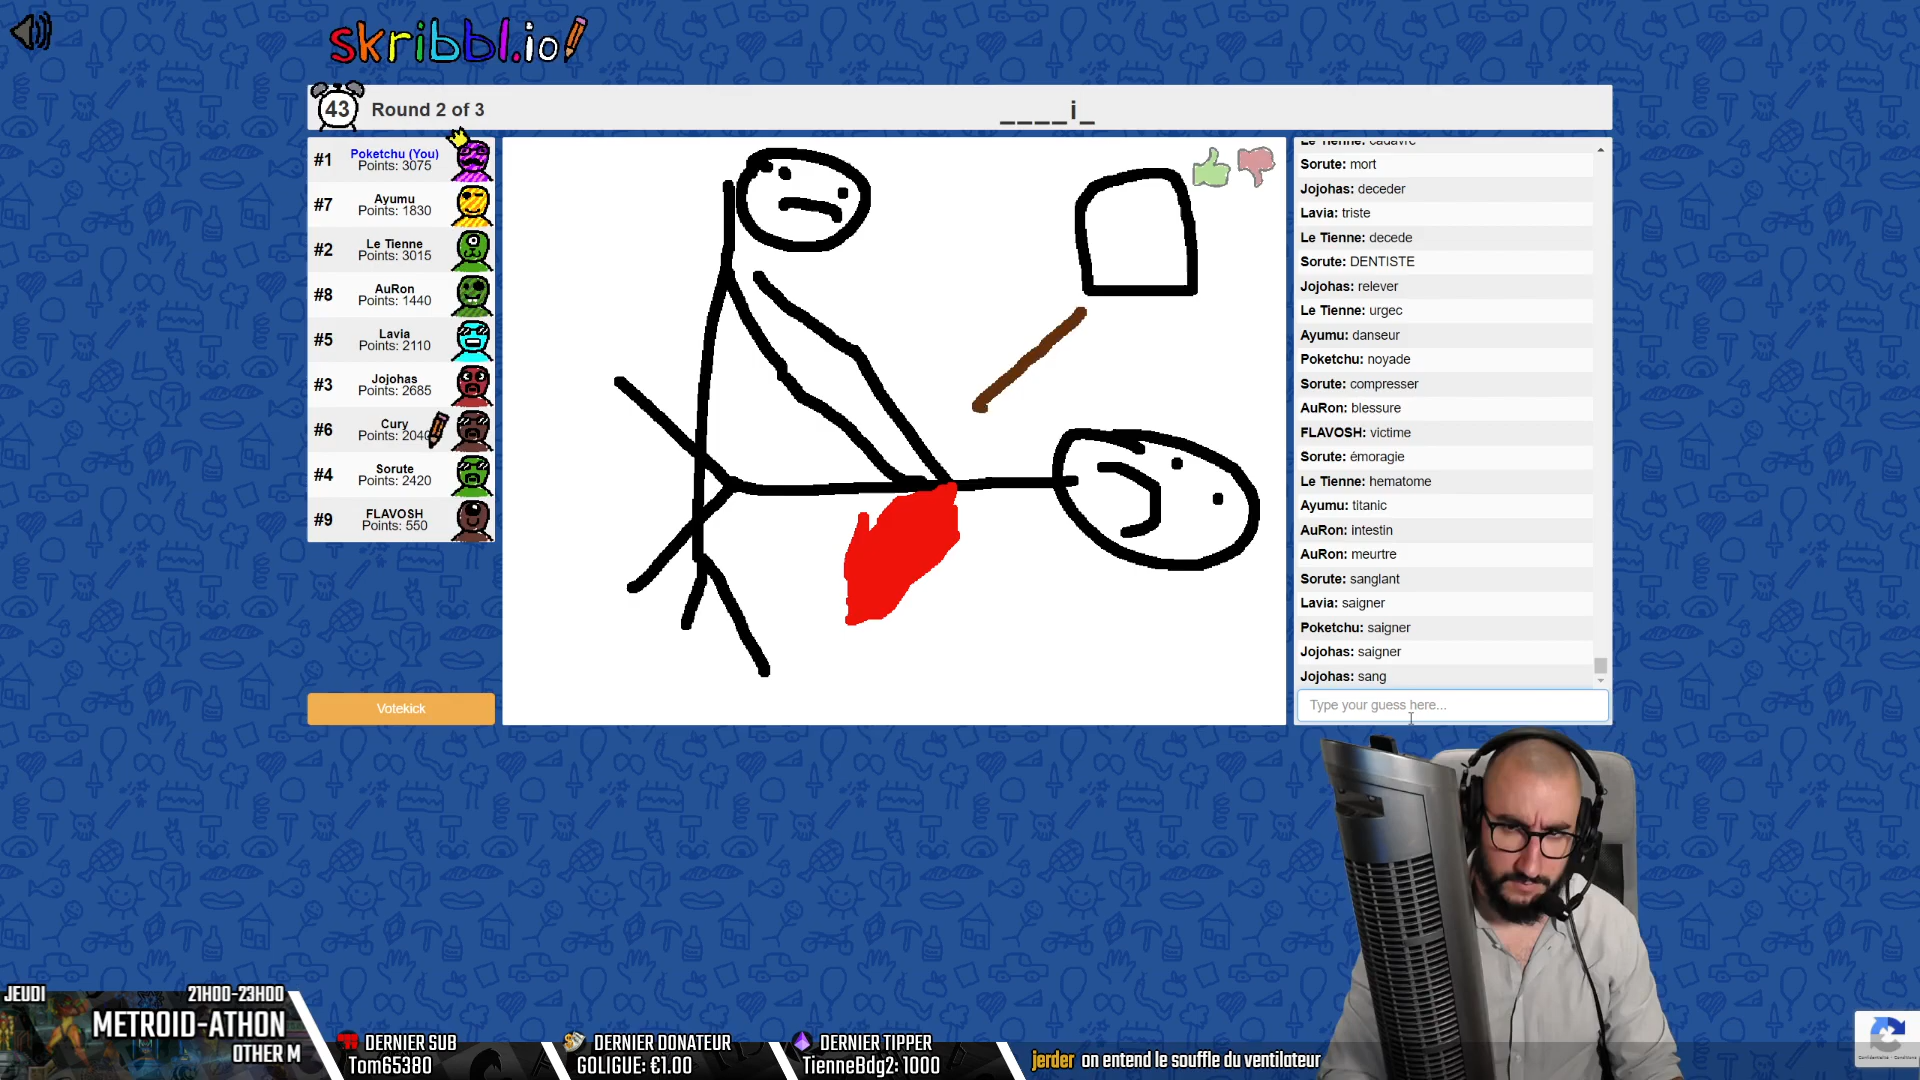 skribbl.io
43
Round 2 of 3
____i_
#1 Poketchu (You)
Points: 3075
#7 Ayumu
Points: 1830
#2 Le Tienne
Points: 3015
#8 AuRon
Points: 1440
#5 Lavia
Points: 2110
#3 Jojohas
Points: 2685
#6 Cury
Points: 2040
#4 Sorute
Points: 2420
#9 FLAVOSH
Points: 550
Votekick
Le Tienne: cadavre
Sorute: mort
Jojohas: deceder
Lavia: triste
Le Tienne: decede
Sorute: DENTISTE
Jojohas: relever
Le Tienne: urgec
Ayumu: danseur
Poketchu: noyade
Sorute: compresser
AuRon: blessure
FLAVOSH: victime
Sorute: émoragie
Le Tienne: hematome
Ayumu: titanic
AuRon: intestin
AuRon: meurtre
Sorute: sanglant
Lavia: saigner
Poketchu: saigner
Jojohas: saigner
Jojohas: sang
Type your guess here...
JEUDI 21H00-23H00
METROID-ATHON
OTHER M
DERNIER SUB
Tom65380
DERNIER DONATEUR
GOLIGUE: €1.00
DERNIER TIPPER
TienneBdg2: 1000
jerder on entend le souffle du ventilateur